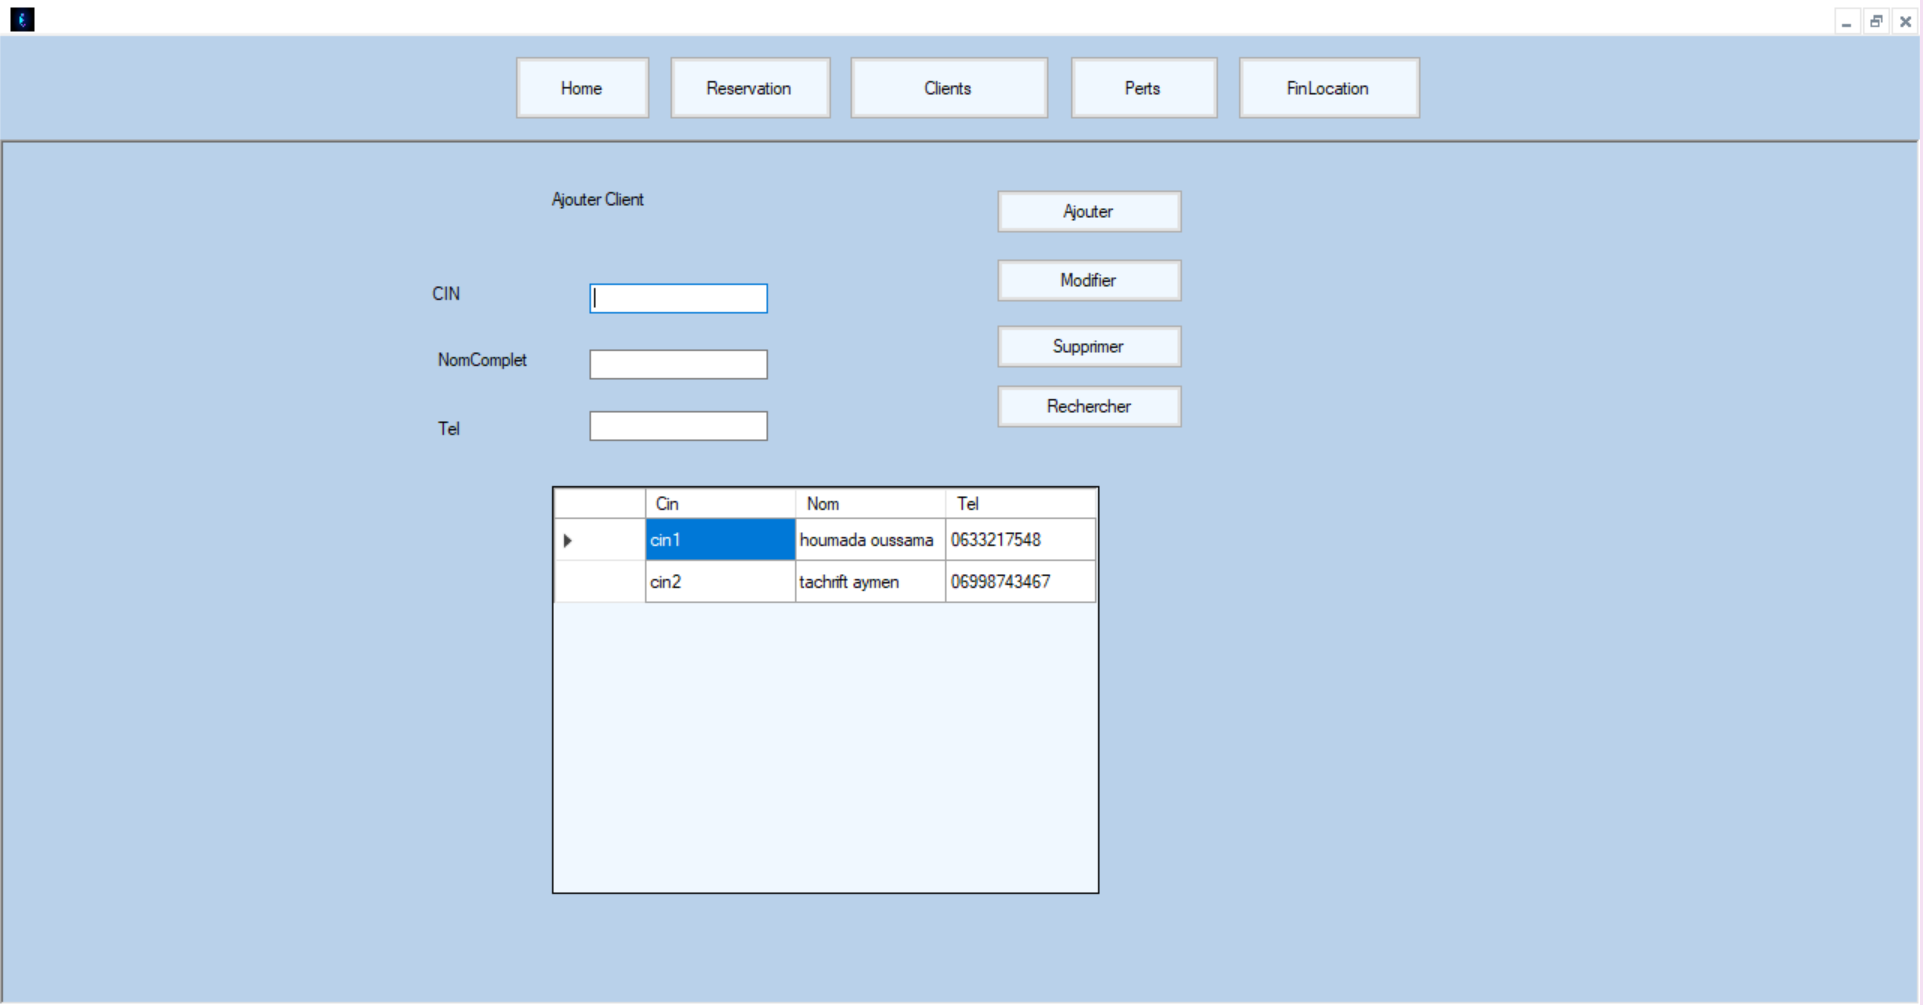 Home Reservation Clients Perts FinLocation
Ajouter Client
Ajouter
CIN
Modifier
NomComplet
Supprimer
Tel
Rechercher
Cin Nom Tel
cin1 houmada oussama 0633217548
cin2 tachrift aymen 06998743467